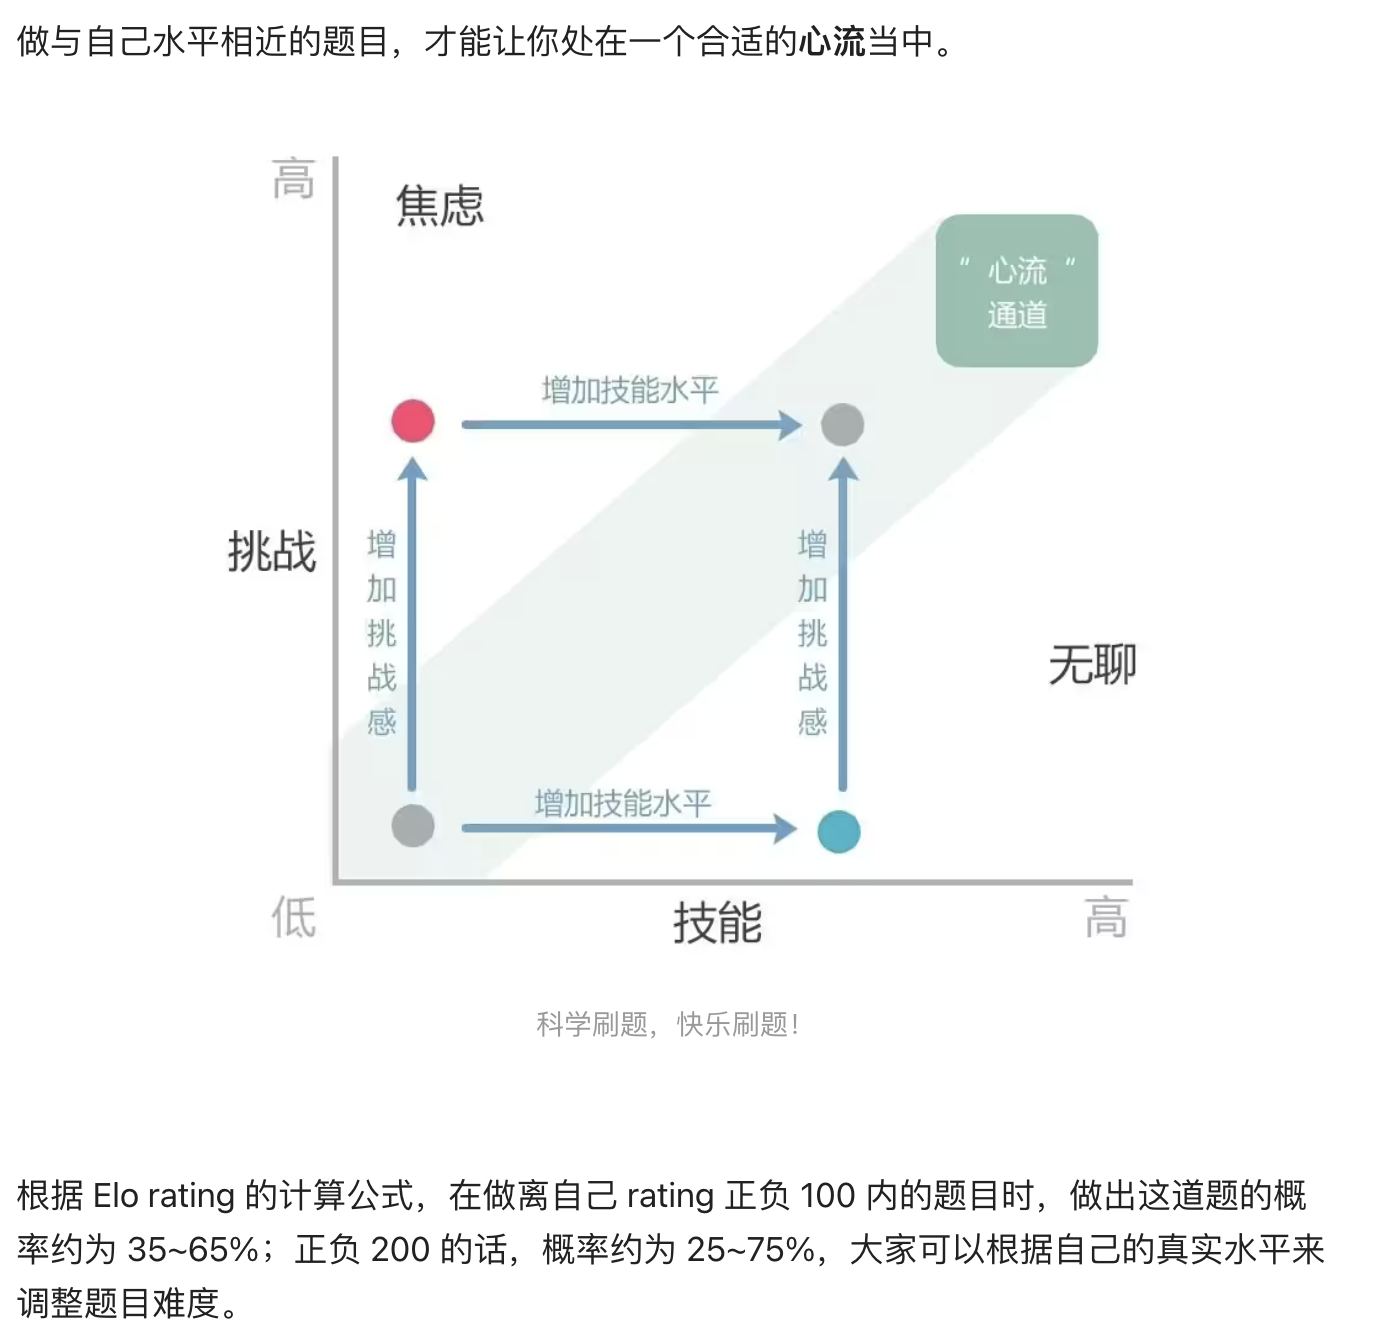 做与自己水平相近的题目，才能让你处在一个合适的心流当中。
高
焦虑
“ 心流 “
通道
增加技能水平
挑战
增加挑战感
增加挑战感
无聊
增加技能水平
低
技能
高
科学刷题，快乐刷题！
根据 Elo rating 的计算公式，在做离自己 rating 正负 100 内的题目时，做出这道题的概
率约为 35~65%；正负 200 的话，概率约为 25~75%，大家可以根据自己的真实水平来
调整题目难度。